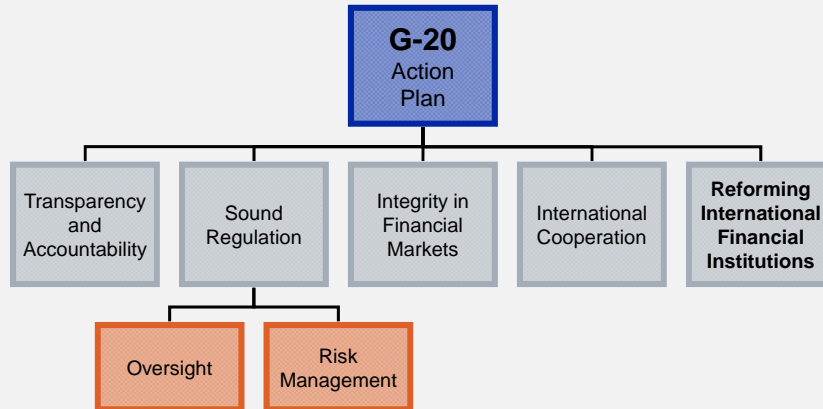 G-20
Action
Plan
Transparency
and
Accountability
Sound
Regulation
Integrity in
Financial
Markets
International
Cooperation
Reforming
International
Financial
Institutions
Oversight
Risk
Management